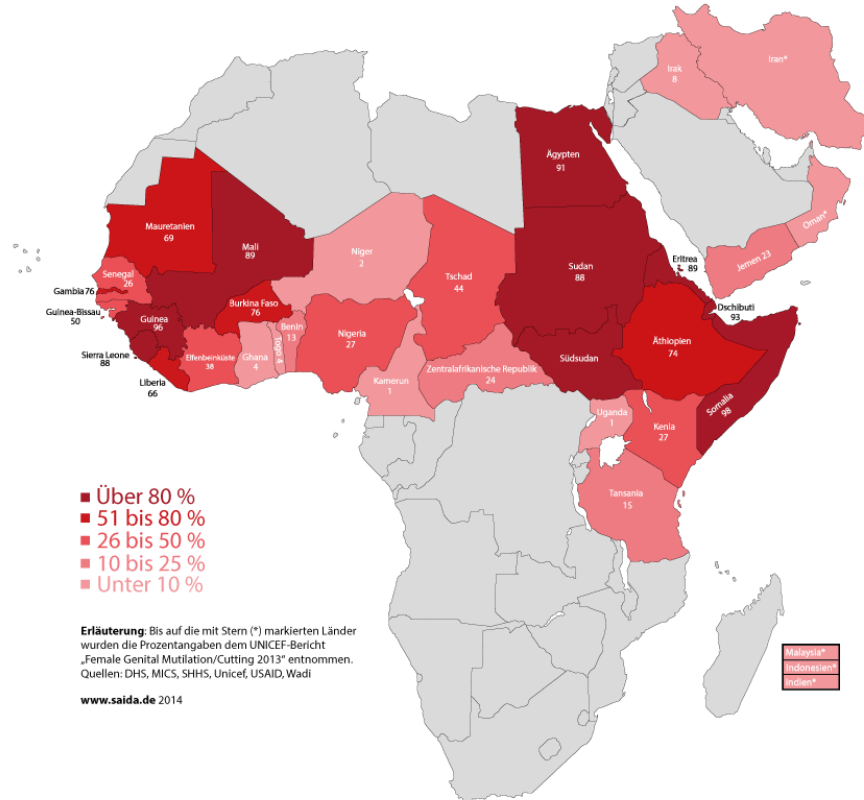 Irak
8
Iran*
Ägypten
91
Oman*
Jemen 23
Mauretanien
69
Mali
89
Niger
2
Tschad
44
Sudan
88
Eritrea
89
Dschibuti
93
Senegal
26
Gambia 76
Guinea-Bissau
50
Guinea
96
Burkina Faso
76
Benin
13
Togo 4
Ghana
4
Nigeria
27
Sierra Leone
88
Elfenbeinküste
38
Liberia
66
Kamerun
1
Zentralafrikanische Republik
24
Südsudan
Äthiopien
74
Somalia
98
Uganda
1
Kenia
27
Tansania
15
Über 80 %
51 bis 80 %
26 bis 50 %
10 bis 25 %
Unter 10 %
Erläuterung: Bis auf die mit Stern (*) markierten Länder
wurden die Prozentangaben dem UNICEF-Bericht
„Female Genital Mutilation/Cutting 2013“ entnommen.
Quellen: DHS, MICS, SHHS, Unicef, USAID, Wadi
www.saida.de 2014
Malaysia*
Indonesien*
Indien*